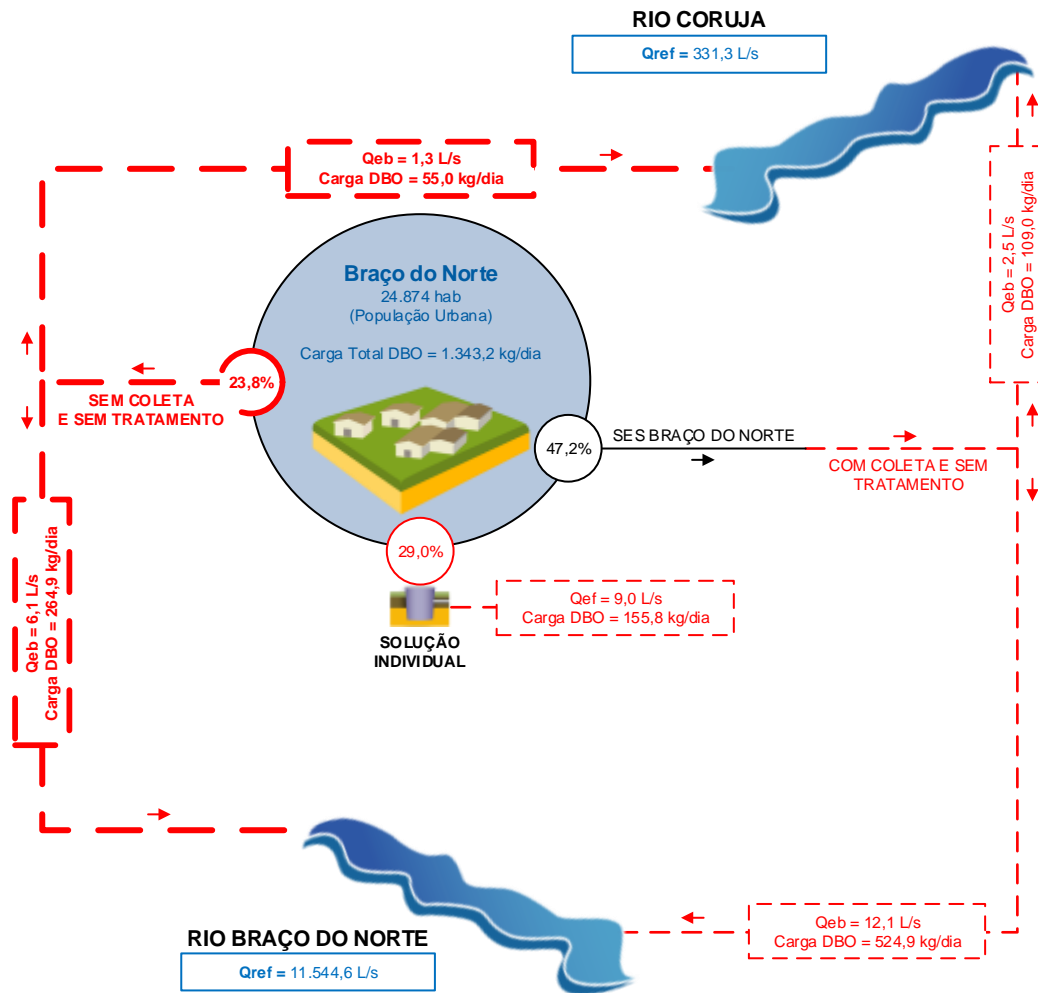 RIO CORUJA
Qref = 331,3 L/s
Qeb = 1,3 L/s
Carga DBO = 55,0 kg/dia
Qeb = 2,5 L/s
Carga DBO = 109,0 kg/dia
Braço do Norte
24.874 hab
(População Urbana)
Carga Total DBO = 1.343,2 kg/dia
23,8%
SEM COLETA
E SEM TRATAMENTO
47,2%
SES BRAÇO DO NORTE
COM COLETA E SEM
TRATAMENTO
29,0%
SOLUÇÃO
INDIVIDUAL
Qef = 9,0 L/s
Carga DBO = 155,8 kg/dia
Qeb = 6,1 L/s
Carga DBO = 264,9 kg/dia
RIO BRAÇO DO NORTE
Qref = 11.544,6 L/s
Qeb = 12,1 L/s
Carga DBO = 524,9 kg/dia